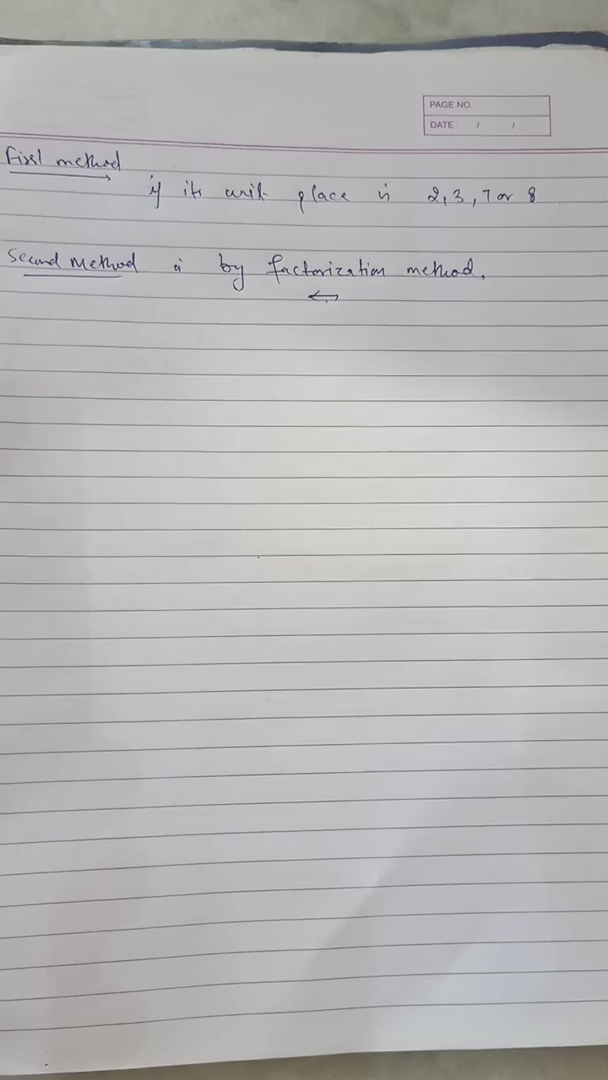 PAGE NO.
DATE : / /
First method
if its unit place is 2, 3, 7 or 8
Second Method is by factorization method.